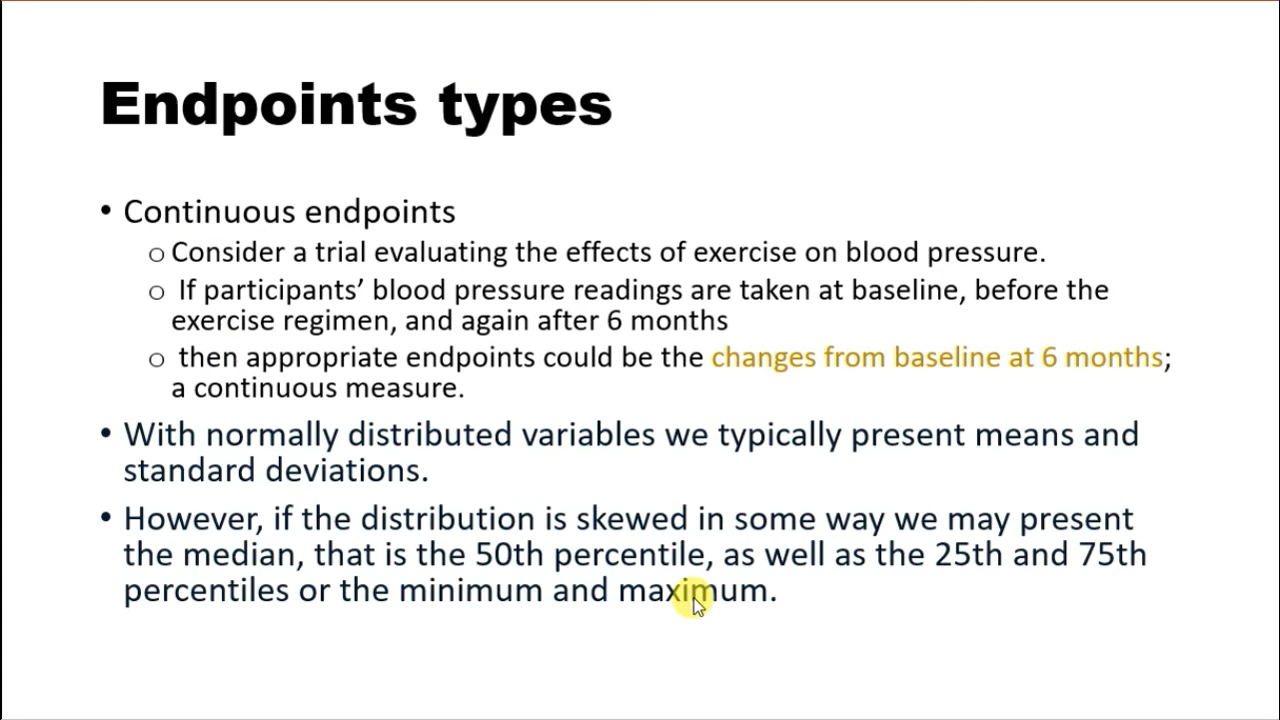 Endpoints types
• Continuous endpoints
o Consider a trial evaluating the effects of exercise on blood pressure.
o If participants’ blood pressure readings are taken at baseline, before the
exercise regimen, and again after 6 months
o then appropriate endpoints could be the changes from baseline at 6 months;
a continuous measure.
• With normally distributed variables we typically present means and
standard deviations.
• However, if the distribution is skewed in some way we may present
the median, that is the 50th percentile, as well as the 25th and 75th
percentiles or the minimum and maximum.